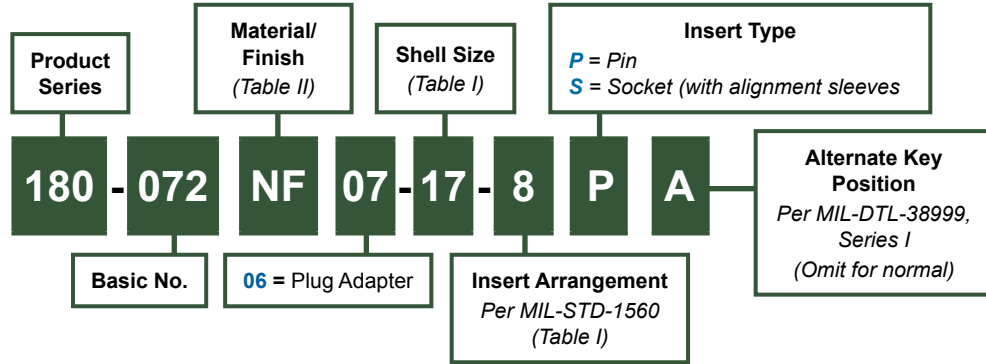 Product
Series
Material/
Finish
(Table II)
Shell Size
(Table I)
Insert Type
P = Pin
S = Socket (with alignment sleeves
180 - 072 NF 07 - 17 - 8 P A
Alternate Key
Position
Per MIL-DTL-38999,
Series I
(Omit for normal)
Basic No.
06 = Plug Adapter
Insert Arrangement
Per MIL-STD-1560
(Table I)